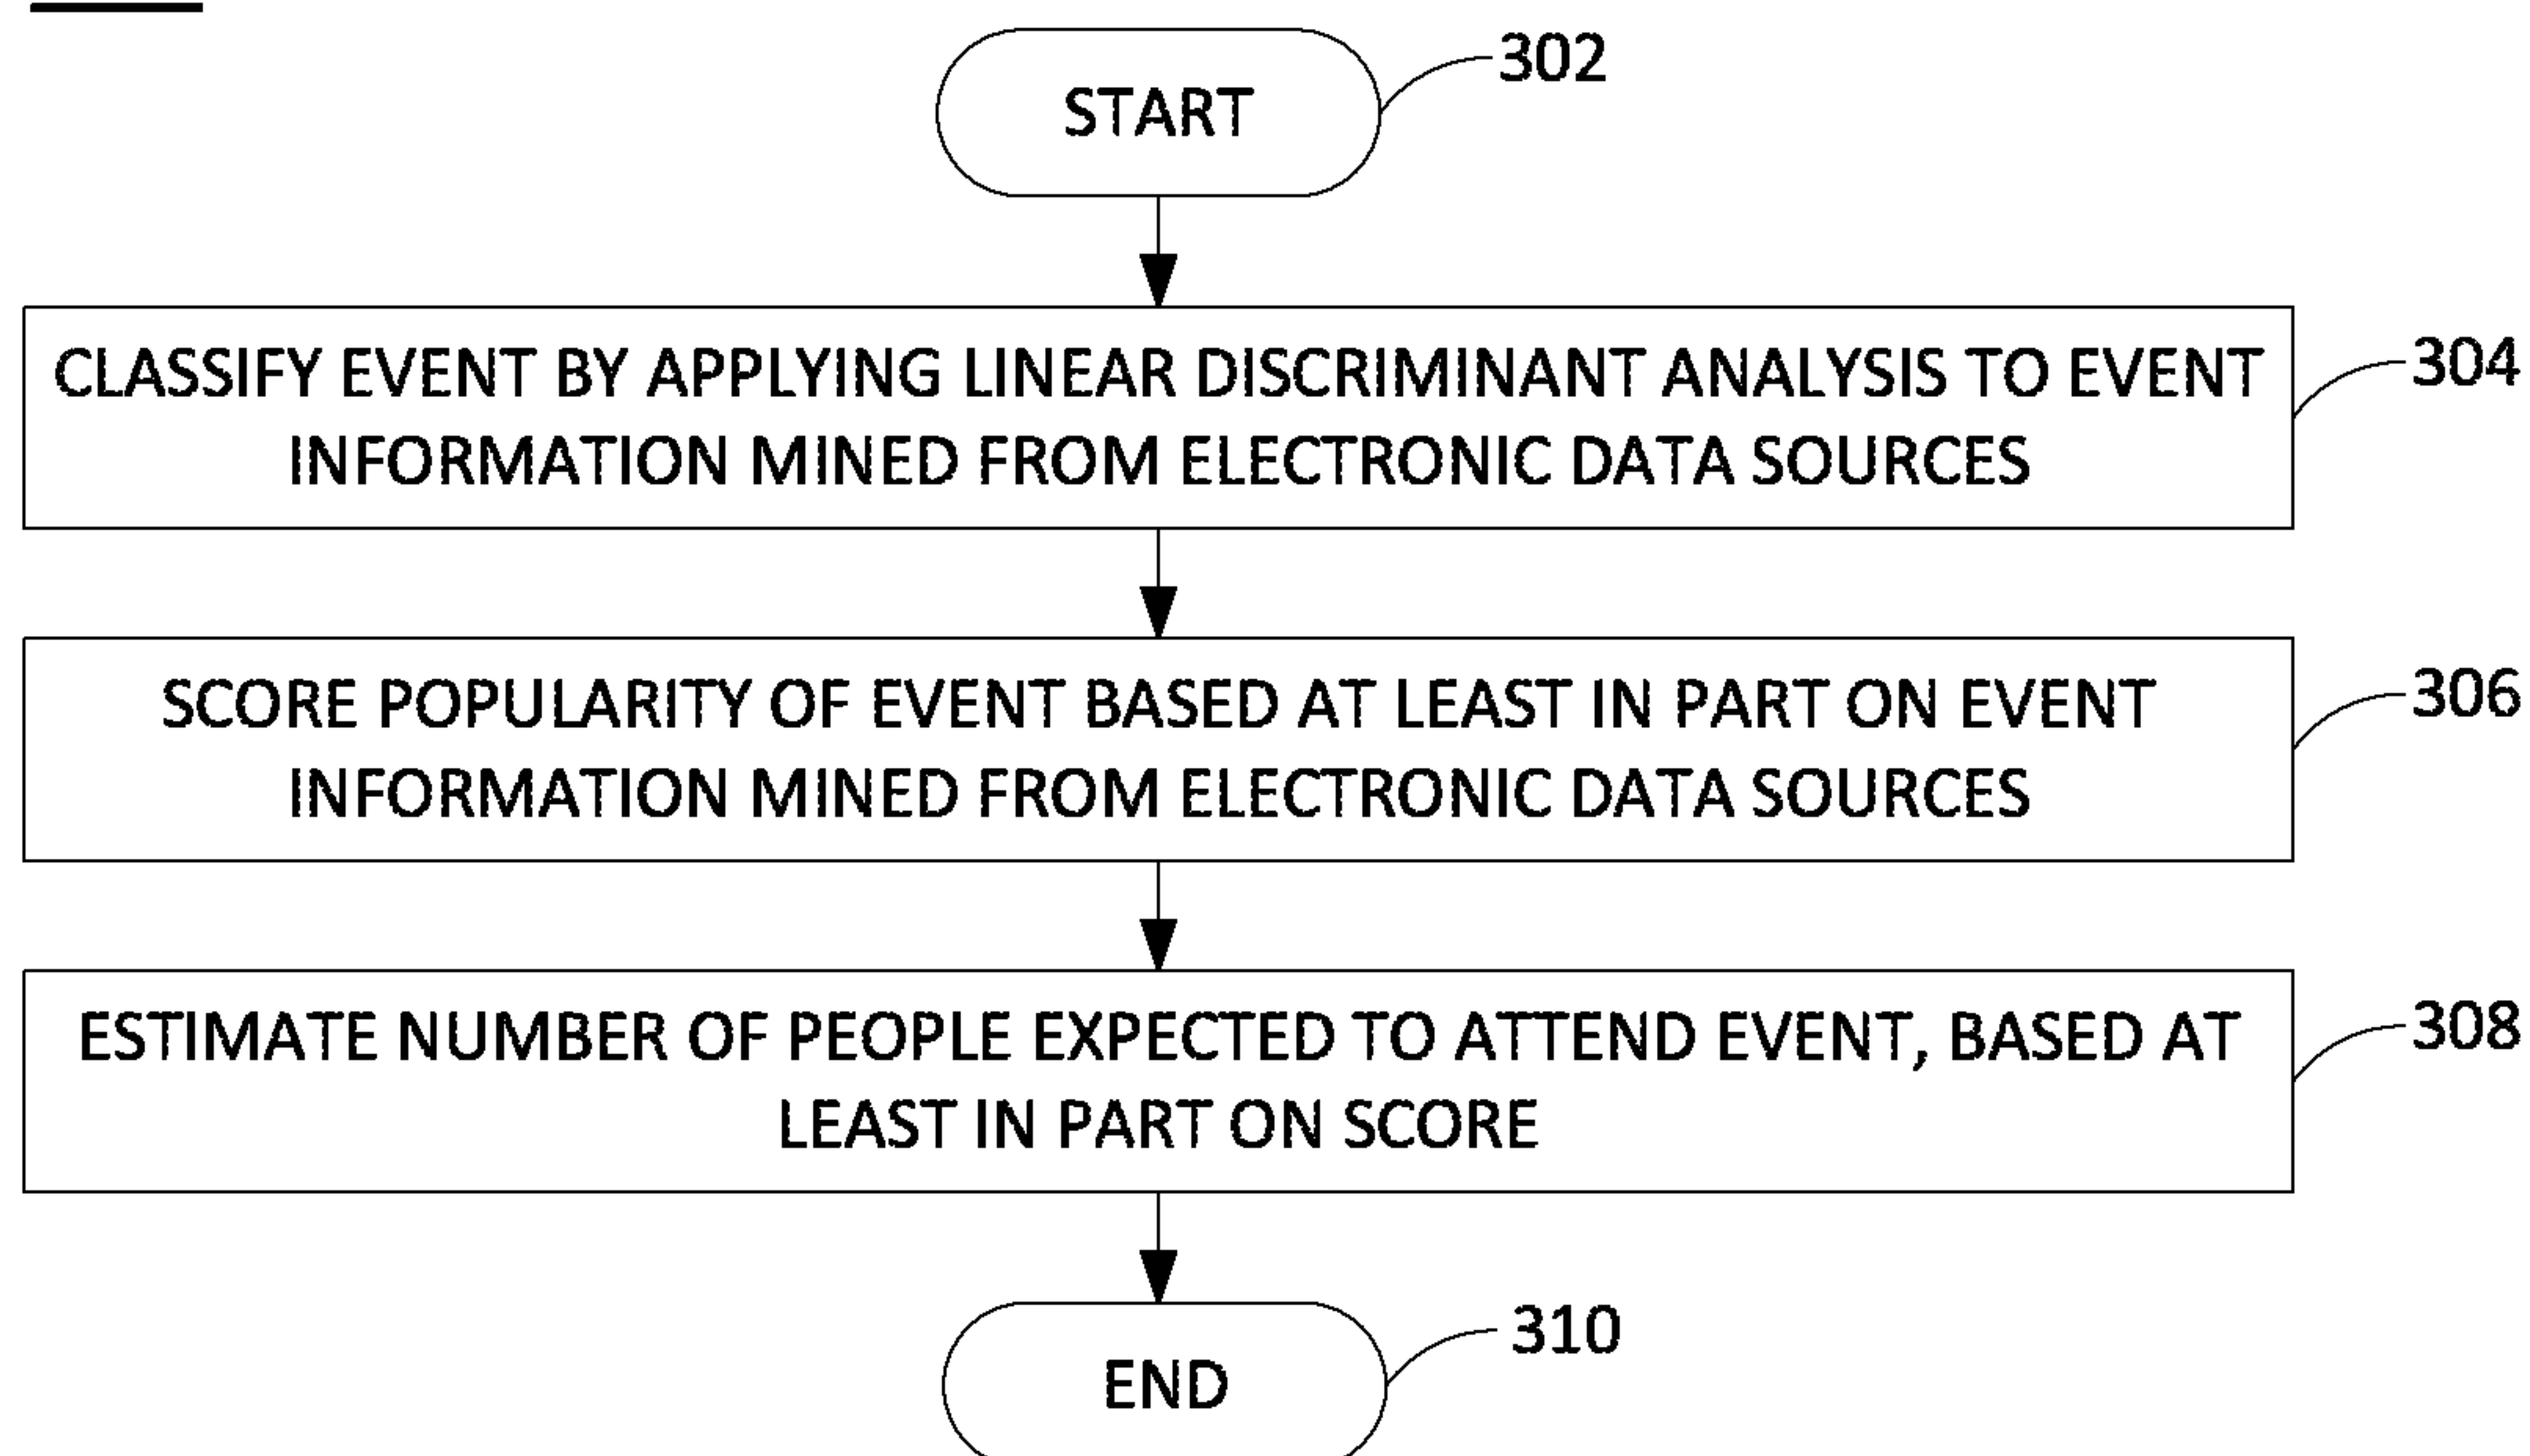 START
302
CLASSIFY EVENT BY APPLYING LINEAR DISCRIMINANT ANALYSIS TO EVENT
INFORMATION MINED FROM ELECTRONIC DATA SOURCES
304
SCORE POPULARITY OF EVENT BASED AT LEAST IN PART ON EVENT
INFORMATION MINED FROM ELECTRONIC DATA SOURCES
306
ESTIMATE NUMBER OF PEOPLE EXPECTED TO ATTEND EVENT, BASED AT
LEAST IN PART ON SCORE
308
END
310